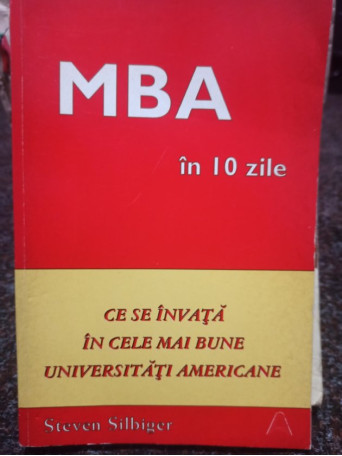 MBA
în 10 zile
CE SE ÎNVAŢĂ
ÎN CELE MAI BUNE
UNIVERSITĂŢI AMERICANE
Steven Silbiger